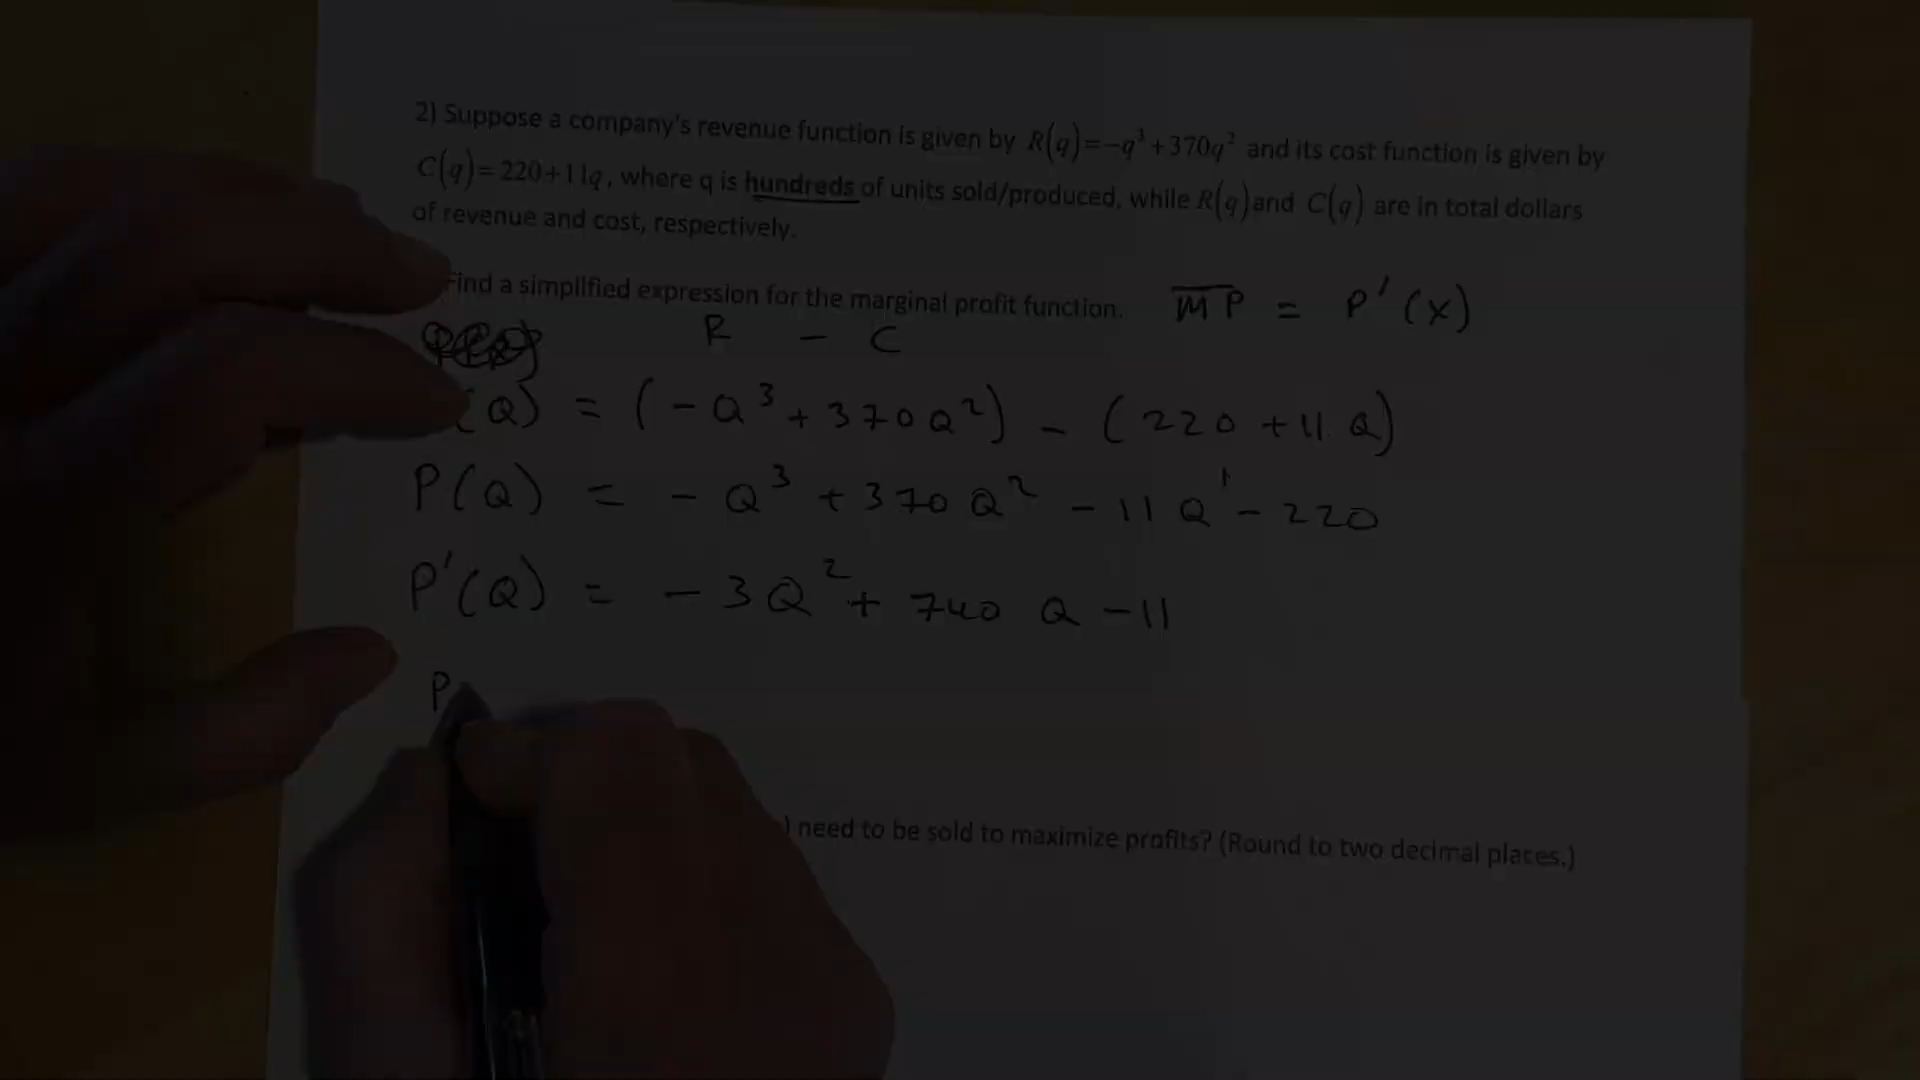 2) Suppose a company's revenue function is given by R(q)=-q³+370q² and its cost function is given by
C(q)=220+11q, where q is hundreds of units sold/produced, while R(q) and C(q) are in total dollars
of revenue and cost, respectively.
Find a simplified expression for the marginal profit function. MP = P'(x)
R - C
(Q) = (-Q³+370Q²) - (220+11Q)
P(Q) = -Q³+370Q²-11Q¹-220
P'(Q) = -3Q²+740Q-11
P
) need to be sold to maximize profits? (Round to two decimal places.)